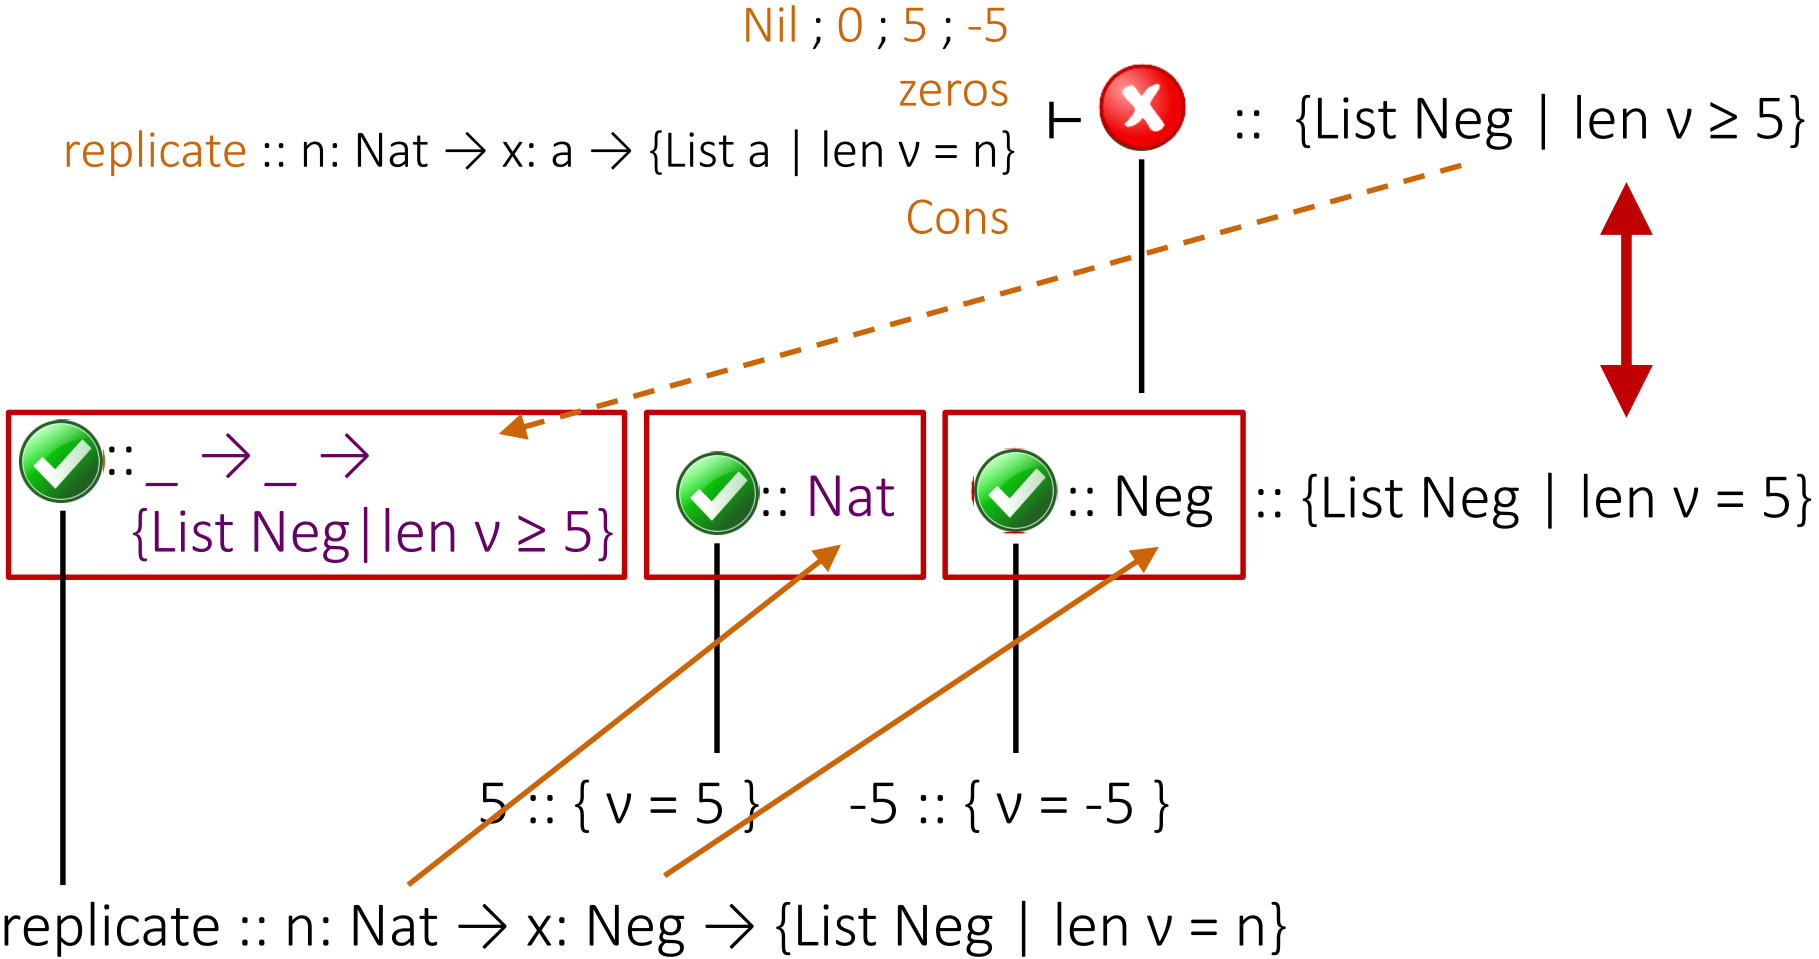 Nil ; 0 ; 5 ; -5
zeros
replicate :: n: Nat → x: a → {List a | len ν = n}
Cons
⊢ :: {List Neg | len ν ≥ 5}
:: _ → _ →
{List Neg|len ν ≥ 5}
:: Nat
:: Neg
:: {List Neg | len ν = 5}
5 :: { ν = 5 }
-5 :: { ν = -5 }
replicate :: n: Nat → x: Neg → {List Neg | len ν = n}